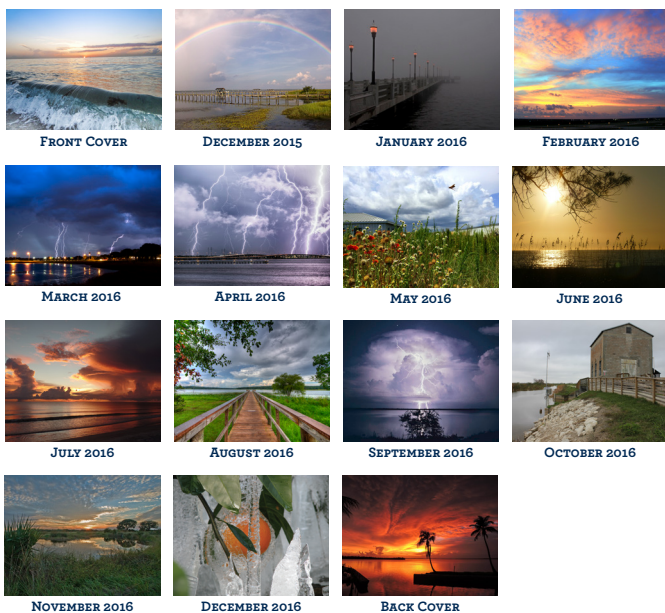 Front Cover
December 2015
January 2016
February 2016
March 2016
April 2016
May 2016
June 2016
July 2016
August 2016
September 2016
October 2016
November 2016
December 2016
Back Cover